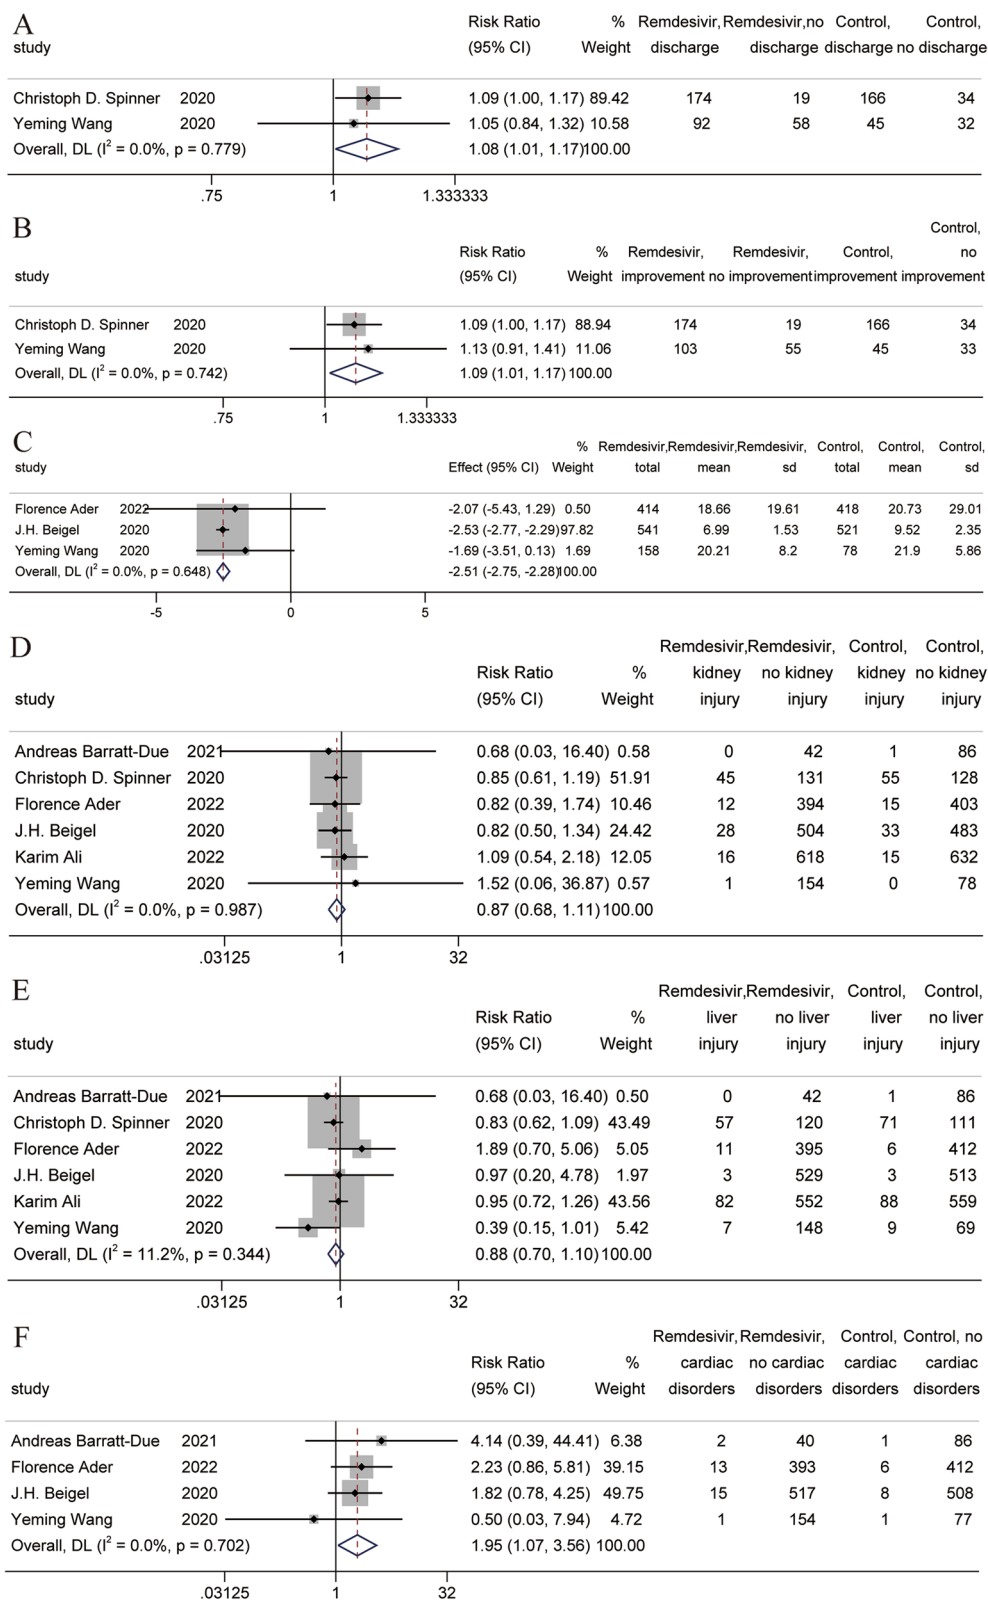 A
Risk Ratio % Remdesivir, Remdesivir,no Control, Control,
study (95% CI) Weight discharge discharge discharge no discharge
Christoph D. Spinner 2020 1.09 (1.00, 1.17) 89.42 174 19 166 34
Yeming Wang 2020 1.05 (0.84, 1.32) 10.58 92 58 45 32
Overall, DL (I² = 0.0%, p = 0.779) 1.08 (1.01, 1.17)100.00
.75 1 1.333333
B
Control,
Risk Ratio % Remdesivir, Remdesivir, Control, no
study (95% CI) Weight improvement no improvement improvement improvement
Christoph D. Spinner 2020 1.09 (1.00, 1.17) 88.94 174 19 166 34
Yeming Wang 2020 1.13 (0.91, 1.41) 11.06 103 55 45 33
Overall, DL (I² = 0.0%, p = 0.742) 1.09 (1.01, 1.17) 100.00
.75 1 1.333333
C
% Remdesivir, Remdesivir, Remdesivir, Control, Control, Control,
study Effect (95% CI) Weight total mean sd total mean sd
Florence Ader 2022 -2.07 (-5.43, 1.29) 0.50 414 18.66 19.61 418 20.73 29.01
J.H. Beigel 2020 -2.53 (-2.77, -2.29)97.82 541 6.99 1.53 521 9.52 2.35
Yeming Wang 2020 -1.69 (-3.51, 0.13) 1.69 158 20.21 8.2 78 21.9 5.86
Overall, DL (I² = 0.0%, p = 0.648) -2.51 (-2.75, -2.28)100.00
-5 0 5
D
Remdesivir, Remdesivir, Control, Control,
Risk Ratio % kidney no kidney kidney no kidney
study (95% CI) Weight injury injury injury injury
Andreas Barratt-Due 2021 0.68 (0.03, 16.40) 0.58 0 42 1 86
Christoph D. Spinner 2020 0.85 (0.61, 1.19) 51.91 45 131 55 128
Florence Ader 2022 0.82 (0.39, 1.74) 10.46 12 394 15 403
J.H. Beigel 2020 0.82 (0.50, 1.34) 24.42 28 504 33 483
Karim Ali 2022 1.09 (0.54, 2.18) 12.05 16 618 15 632
Yeming Wang 2020 1.52 (0.06, 36.87) 0.57 1 154 0 78
Overall, DL (I² = 0.0%, p = 0.987) 0.87 (0.68, 1.11) 100.00
.03125 1 32
E
Remdesivir, Remdesivir, Control, Control,
Risk Ratio % liver no liver liver no liver
study (95% CI) Weight injury injury injury injury
Andreas Barratt-Due 2021 0.68 (0.03, 16.40) 0.50 0 42 1 86
Christoph D. Spinner 2020 0.83 (0.62, 1.09) 43.49 57 120 71 111
Florence Ader 2022 1.89 (0.70, 5.06) 5.05 11 395 6 412
J.H. Beigel 2020 0.97 (0.20, 4.78) 1.97 3 529 3 513
Karim Ali 2022 0.95 (0.72, 1.26) 43.56 82 552 88 559
Yeming Wang 2020 0.39 (0.15, 1.01) 5.42 7 148 9 69
Overall, DL (I² = 11.2%, p = 0.344) 0.88 (0.70, 1.10) 100.00
.03125 1 32
F
Remdesivir, Remdesivir, Control, Control, no
Risk Ratio % cardiac no cardiac cardiac cardiac
study (95% CI) Weight disorders disorders disorders disorders
Andreas Barratt-Due 2021 4.14 (0.39, 44.41) 6.38 2 40 1 86
Florence Ader 2022 2.23 (0.86, 5.81) 39.15 13 393 6 412
J.H. Beigel 2020 1.82 (0.78, 4.25) 49.75 15 517 8 508
Yeming Wang 2020 0.50 (0.03, 7.94) 4.72 1 154 1 77
Overall, DL (I² = 0.0%, p = 0.702) 1.95 (1.07, 3.56) 100.00
.03125 1 32